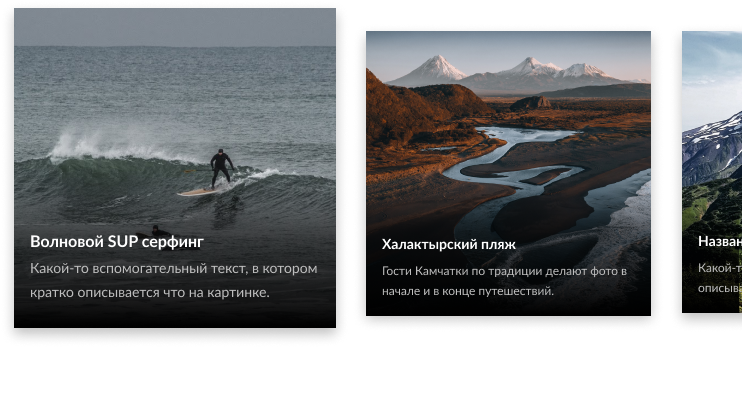 Волновой SUP серфинг
Какой-то вспомогательный текст, в котором
кратко описывается что на картинке.
Халактырский пляж
Гости Камчатки по традиции делают фото в
начале и в конце путешествий.